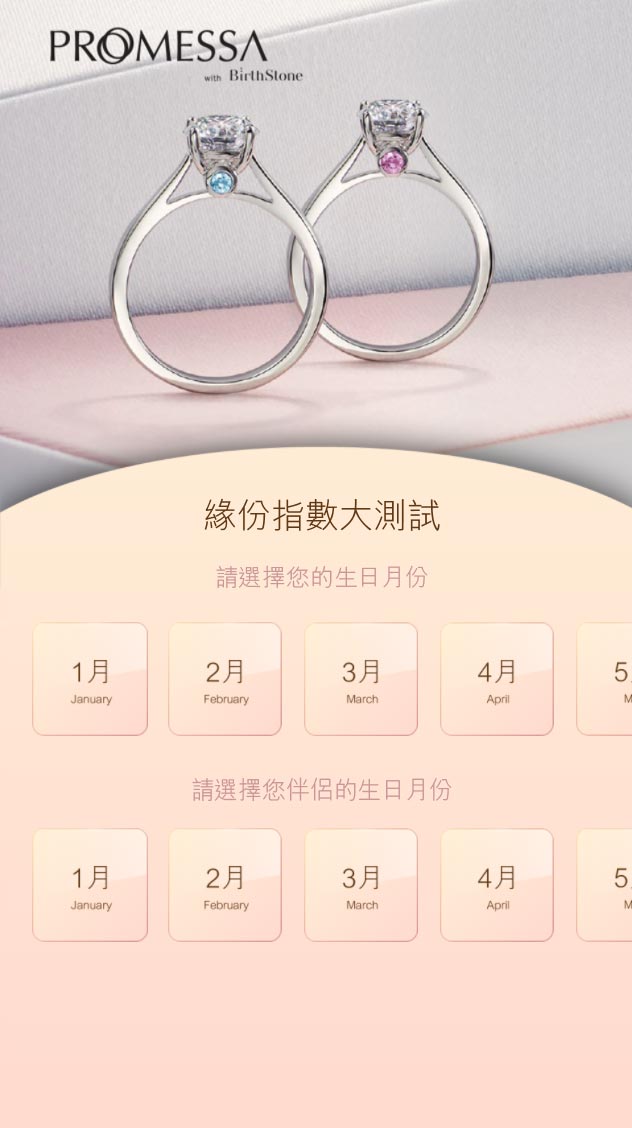 PROMESSA
with BirthStone
緣份指數大測試
請選擇您的生日月份
1月 2月 3月 4月 5
January February March April M
請選擇您伴侶的生日月份
1月 2月 3月 4月 5
January February March April M